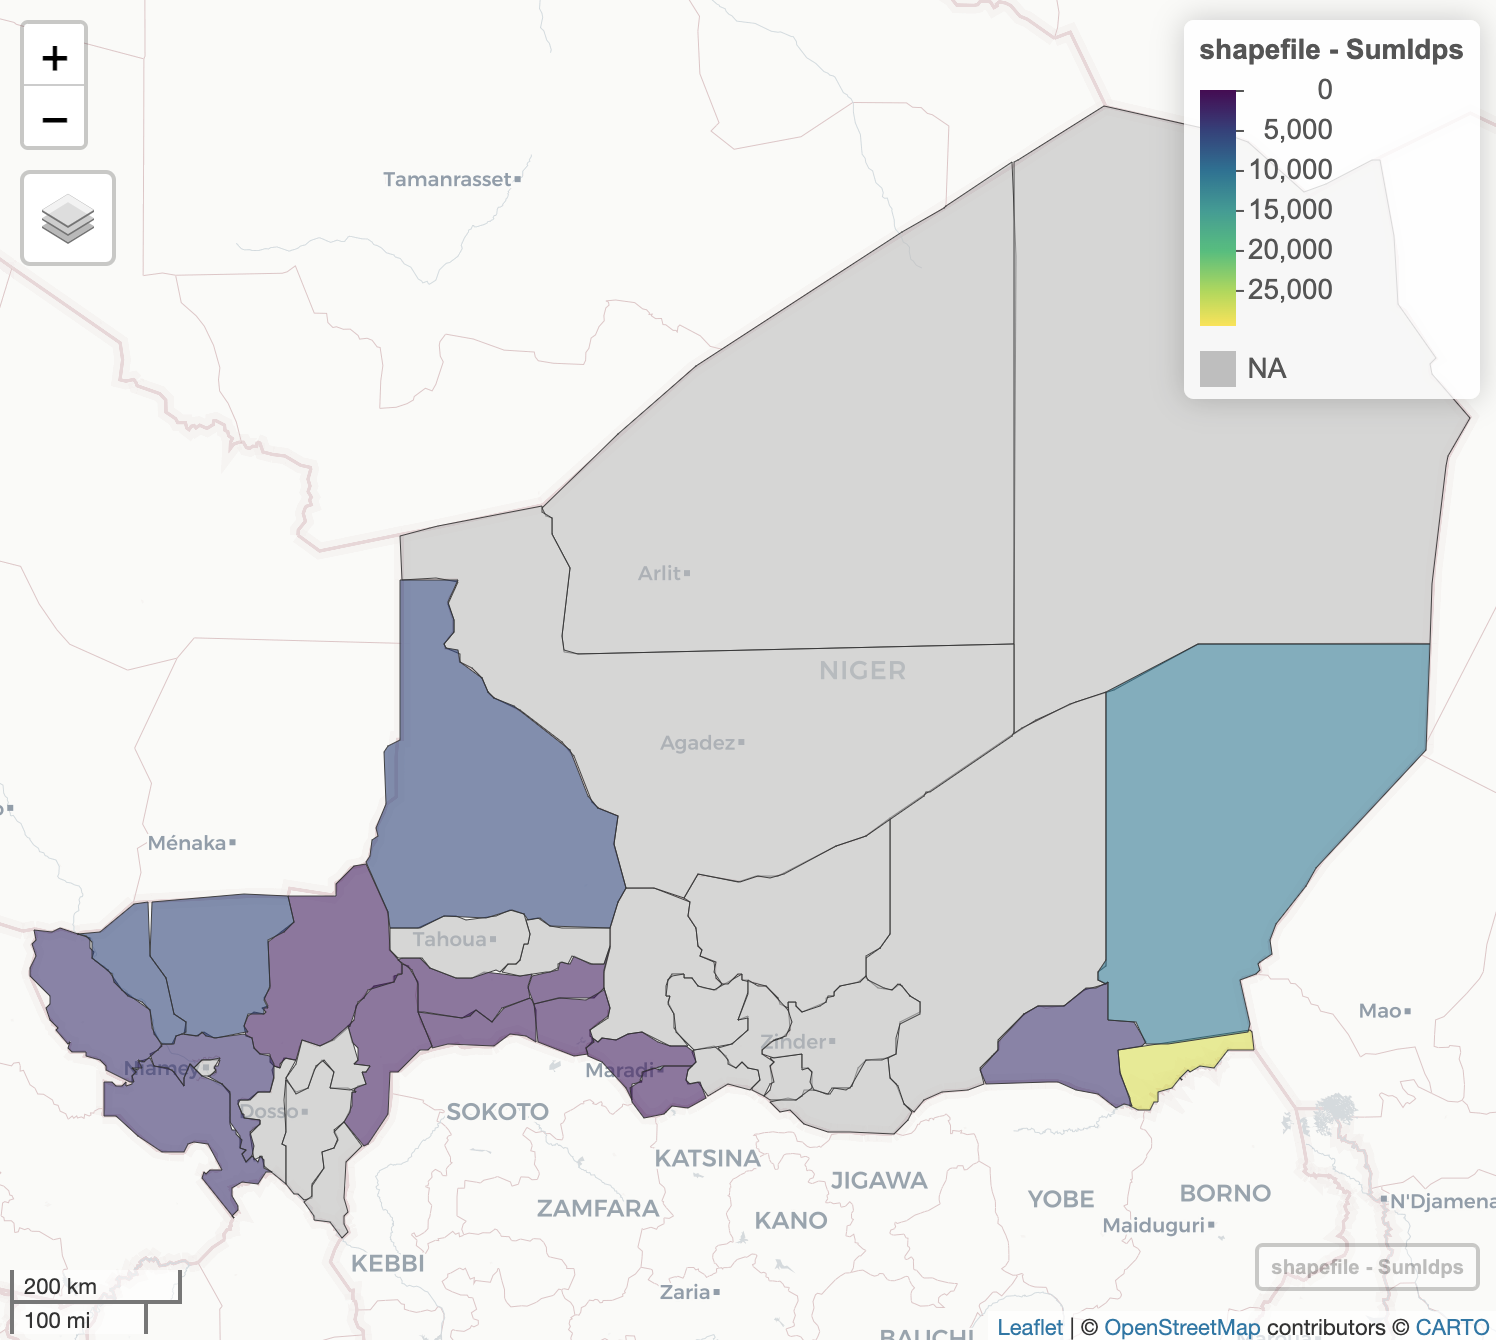 +
−
shapefile - SumIdps
0
5,000
10,000
15,000
20,000
25,000
NA
Tamanrasset
Arlit
NIGER
Agadez
Ménaka
Tahoua
Mao
Zinder
Niamey
Maradi
Dosso
SOKOTO
KATSINA
JIGAWA
YOBE
BORNO
N'Djamena
ZAMFARA
KANO
Maiduguri
KEBBI
shapefile - SumIdps
200 km
Zaria
100 mi
Leaflet | © OpenStreetMap contributors © CARTO